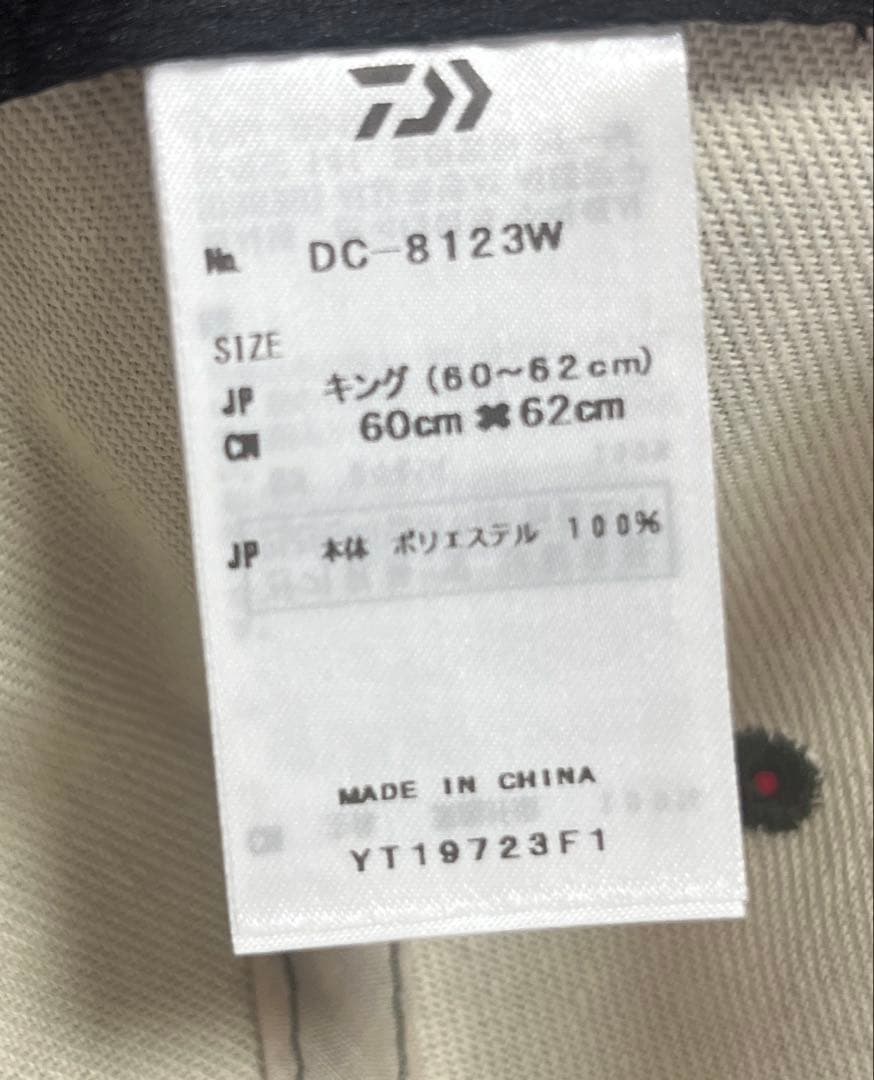 No. DC-8123W
SIZE
JP キング (60~62cm)
CN 60cm✖62cm
JP 本体 ポリエステル 100%
MADE IN CHINA
YT19723F1